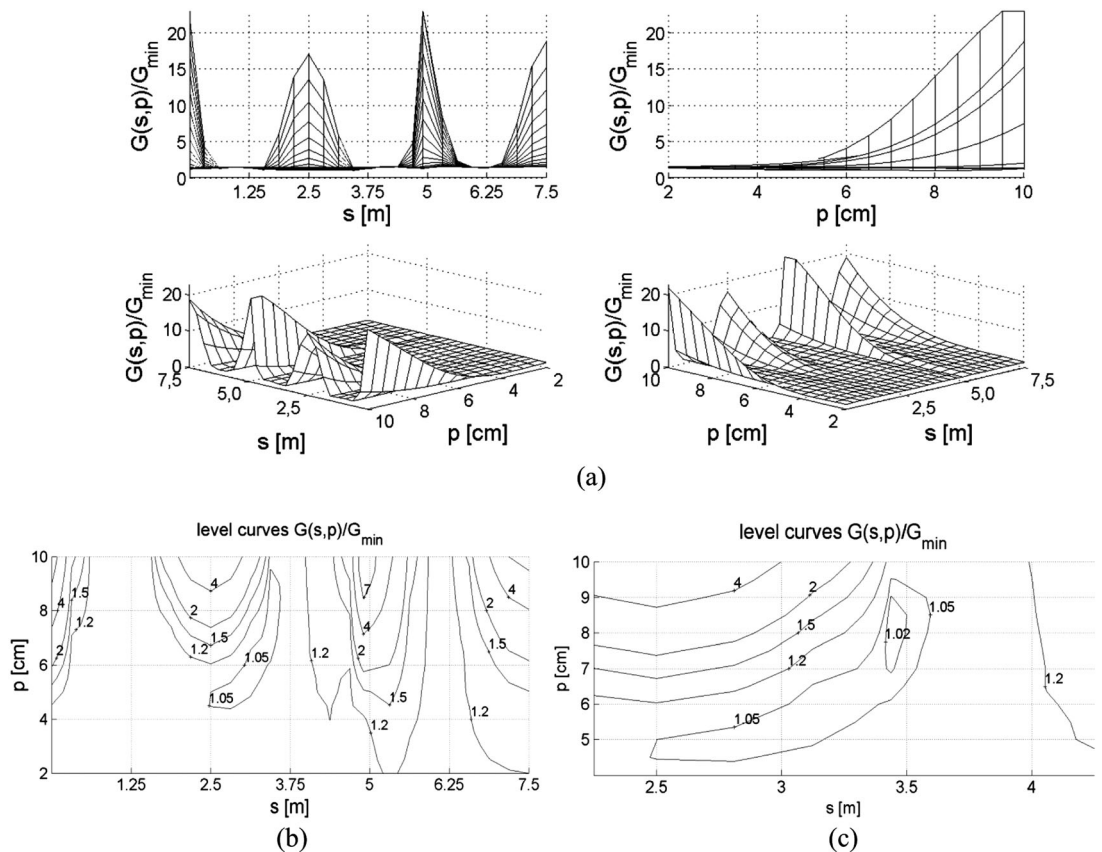 20
15
10
5
0
G(s,p)/Gmin
1.25 2.5 3.75 5 6.25 7.5
s [m]
20
15
10
5
0
G(s,p)/Gmin
2 4 6 8 10
p [cm]
20
10
0
G(s,p)/Gmin
7,5 5,0 2,5
s [m]
10 8 6 4 2
p [cm]
20
10
0
G(s,p)/Gmin
10 8 6 4 2
p [cm]
2,5 5,0 7,5
s [m]
(a)
level curves G(s,p)/Gmin
10
8
6
4
2
p [cm]
4 1.5 2 1.2
4 2 1.5 1.2 1.05 1.05
1.2 7 4 2 1.5 1.2
4 2 1.5 1.2
1.25 2.5 3.75 5 6.25 7.5
s [m]
(b)
level curves G(s,p)/Gmin
10
9
8
7
6
5
p [cm]
4 2 1.5 1.2 1.05
1.05 1.02 1.2
2.5 3 3.5 4
s [m]
(c)